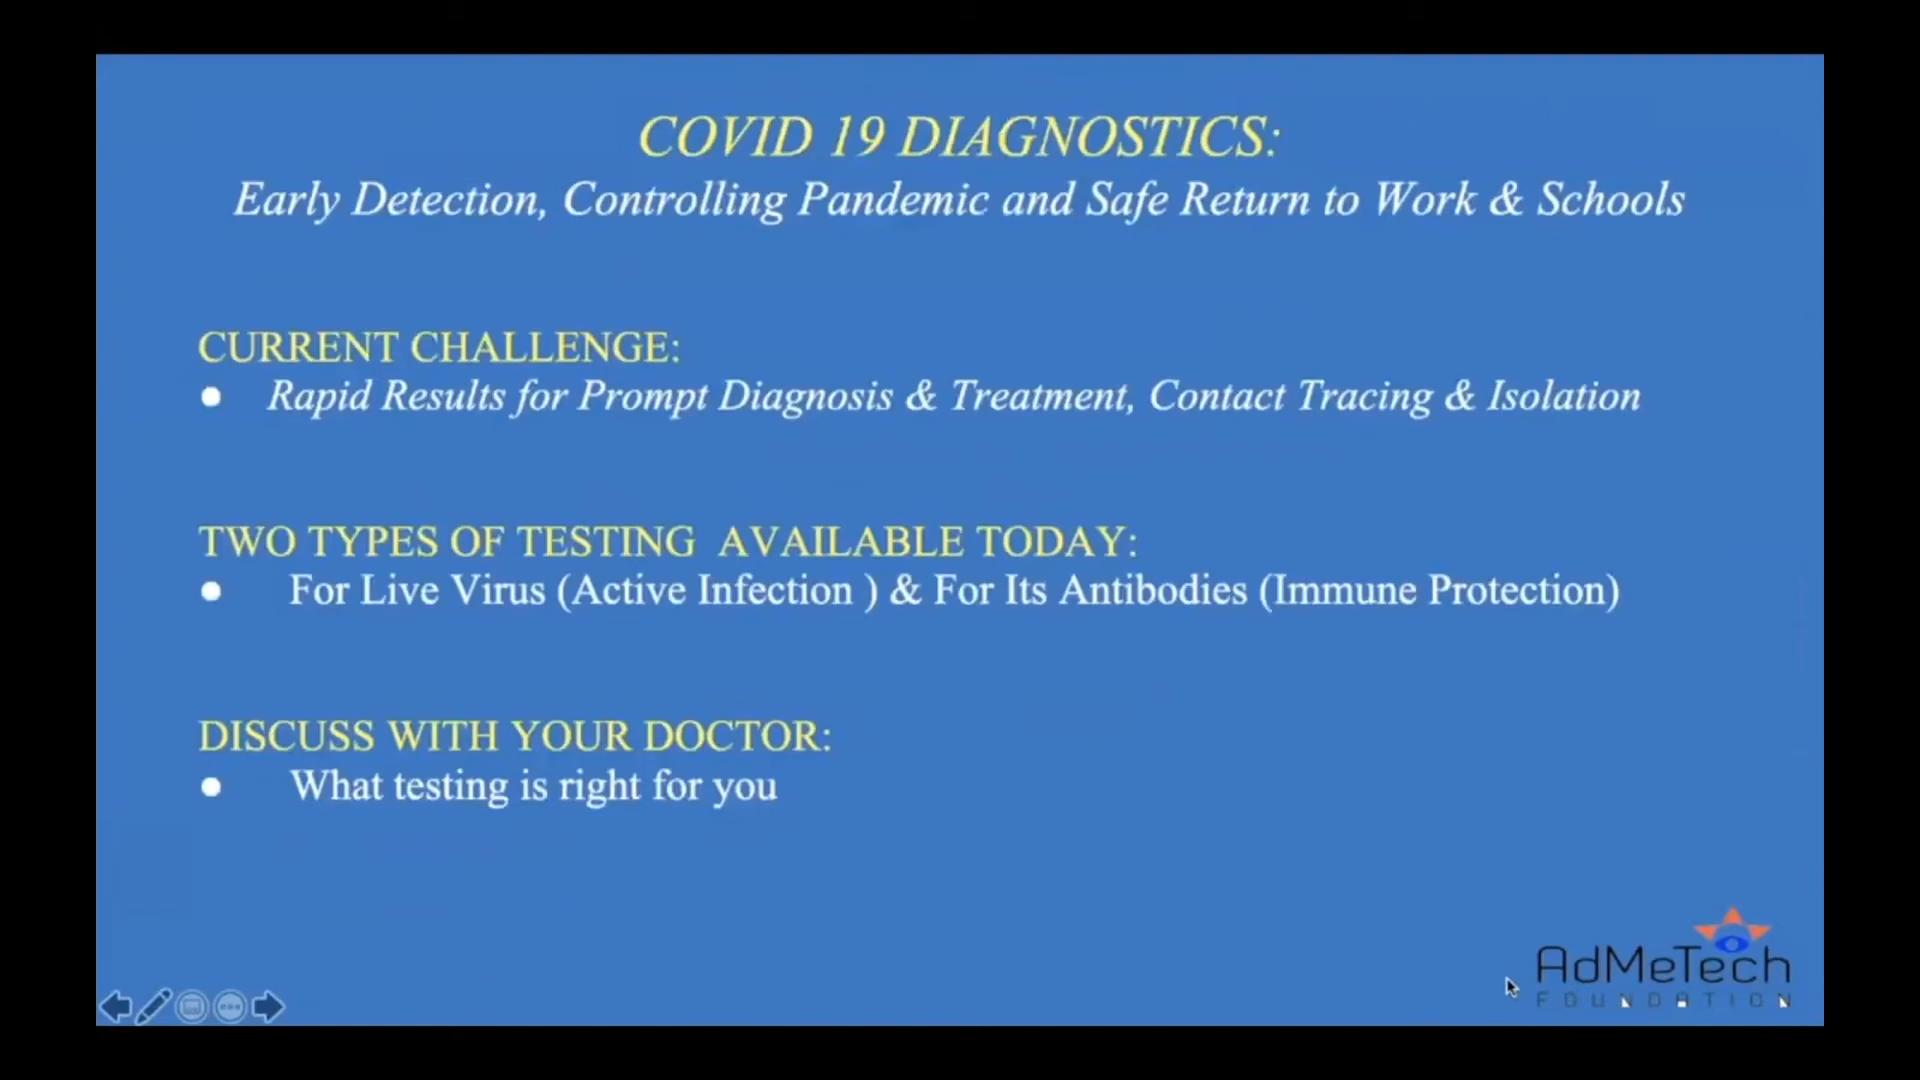 COVID 19 DIAGNOSTICS:
Early Detection, Controlling Pandemic and Safe Return to Work & Schools
CURRENT CHALLENGE:
● Rapid Results for Prompt Diagnosis & Treatment, Contact Tracing & Isolation
TWO TYPES OF TESTING AVAILABLE TODAY:
● For Live Virus (Active Infection ) & For Its Antibodies (Immune Protection)
DISCUSS WITH YOUR DOCTOR:
● What testing is right for you
AdMeTech
FOUNDATION